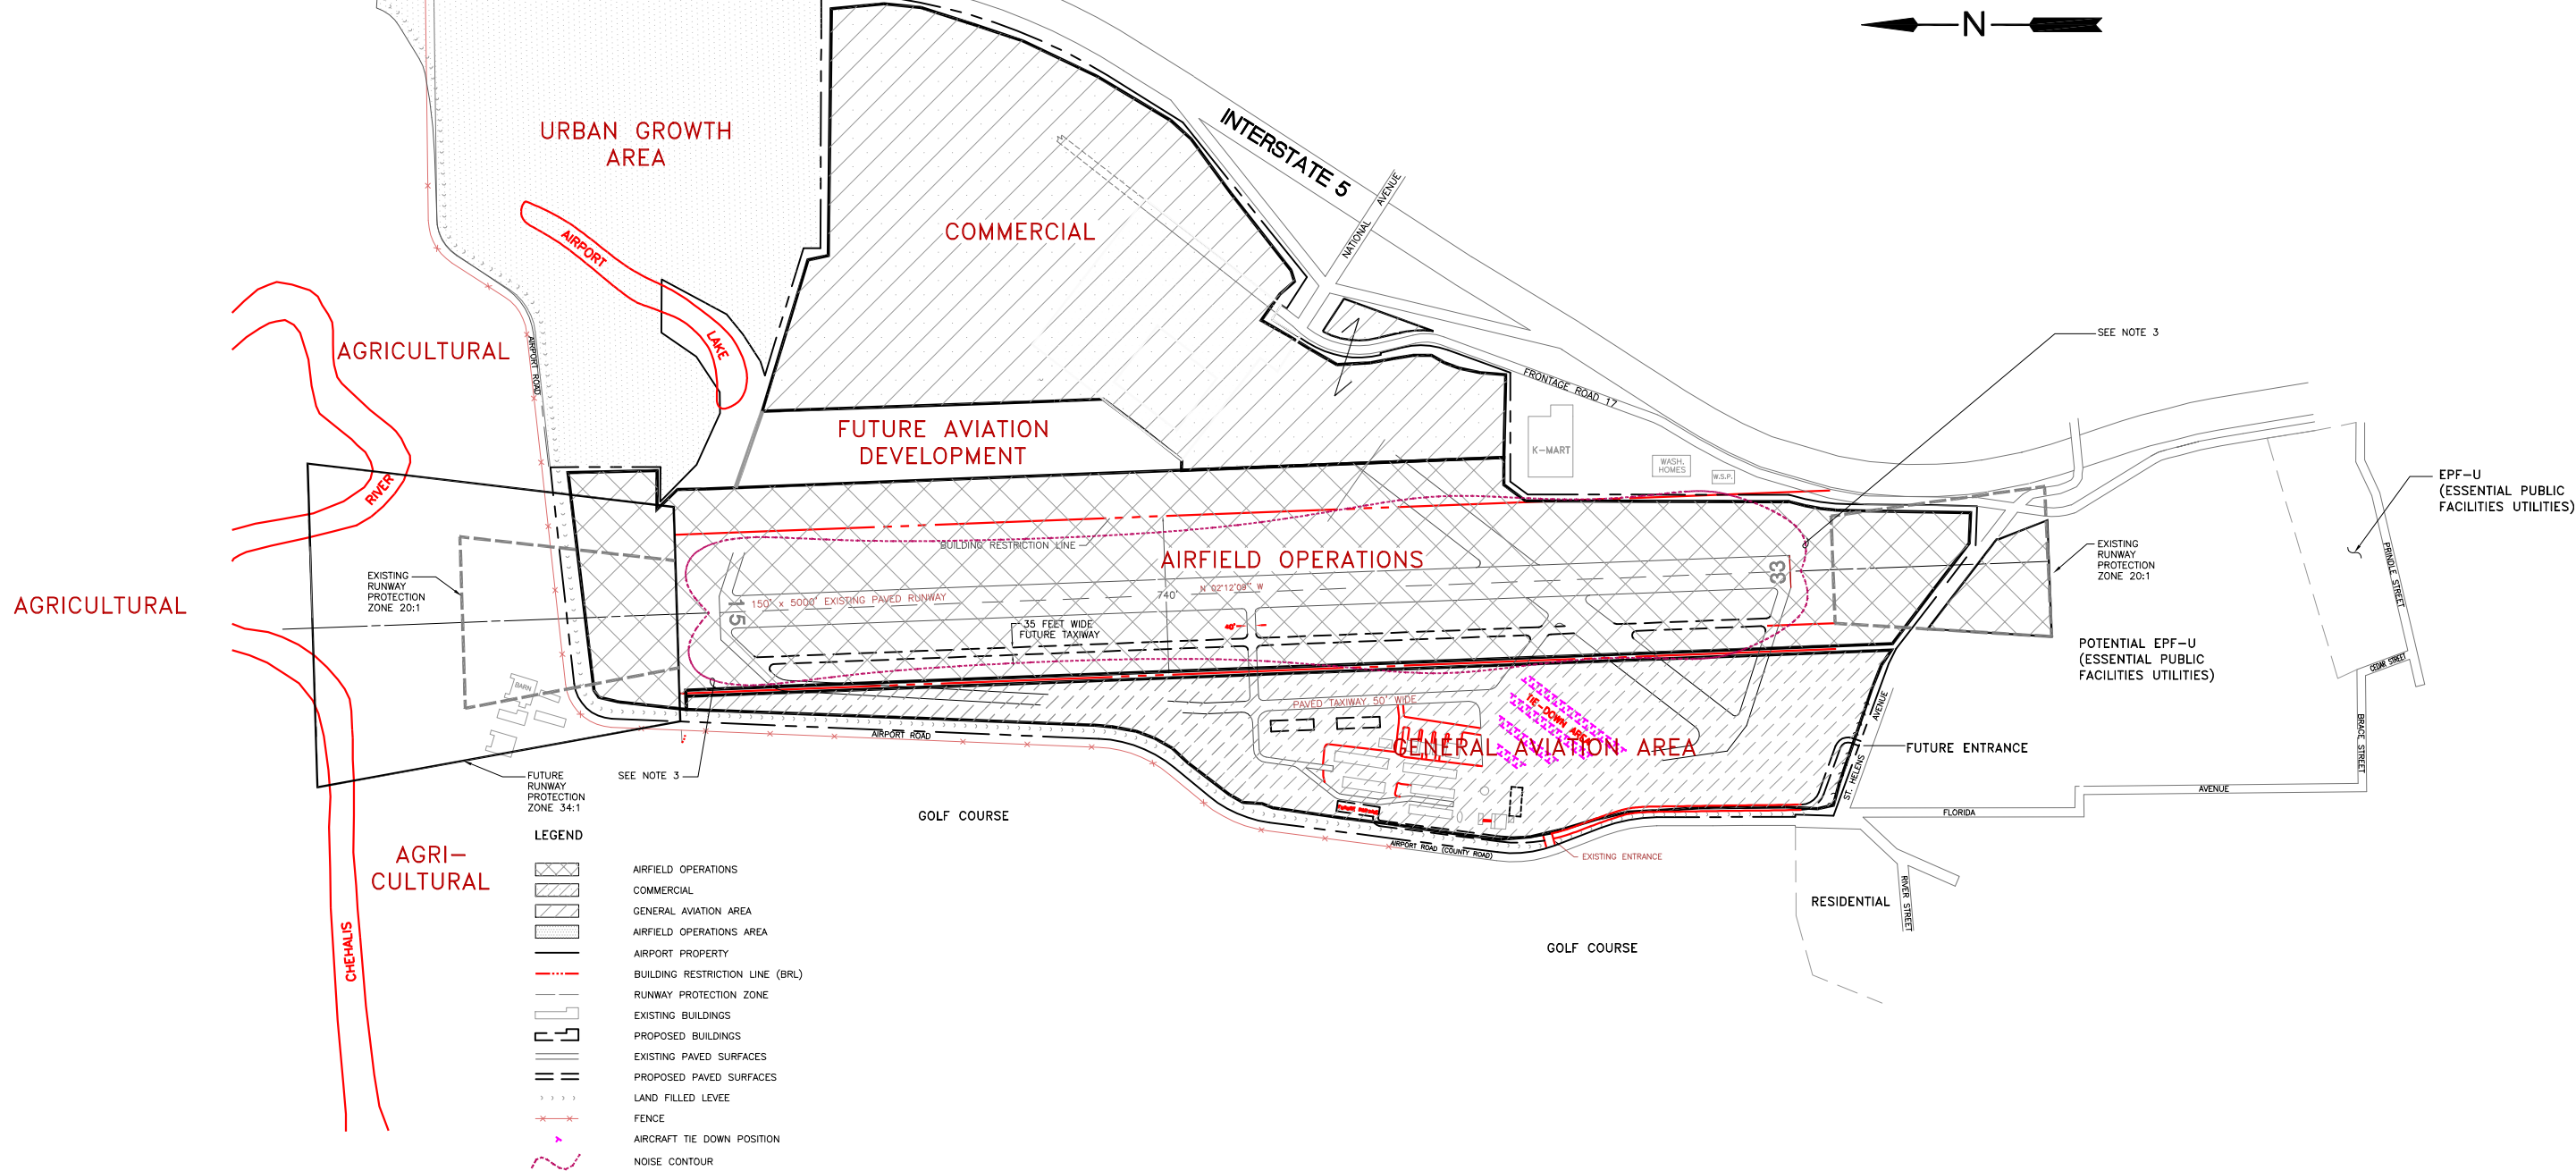 N
URBAN GROWTH
AREA
INTERSTATE 5
NATIONAL AVENUE
COMMERCIAL
AIRPORT
LAKE
AGRICULTURAL
AIRPORT ROAD
SEE NOTE 3
FRONTAGE ROAD 17
FUTURE AVIATION
DEVELOPMENT
K-MART
WASH.
HOMES
W.S.P.
RIVER
EPF-U
(ESSENTIAL PUBLIC
FACILITIES UTILITIES)
BUILDING RESTRICTION LINE
AIRFIELD OPERATIONS
EXISTING
RUNWAY
PROTECTION
ZONE 20:1
EXISTING
RUNWAY
PROTECTION
ZONE 20:1
PRINDLE STREET
AGRICULTURAL
15
150' x 5000' EXISTING PAVED RUNWAY
740'
N 02°12'08" W
33
35 FEET WIDE
FUTURE TAXIWAY
40'
POTENTIAL EPF-U
(ESSENTIAL PUBLIC
FACILITIES UTILITIES)
CEDAR STREET
BARN
PAVED TAXIWAY 50' WIDE
TIE-DOWN AREA
GENERAL AVIATION AREA
AIRPORT ROAD
ST. HELENS AVENUE
FUTURE ENTRANCE
BRACE STREET
FUTURE
RUNWAY
PROTECTION
ZONE 34:1
SEE NOTE 3
GOLF COURSE
FLORIDA AVENUE
AIRPORT ROAD (COUNTY ROAD)
EXISTING ENTRANCE
AGRI-
CULTURAL
RIVER STREET
RESIDENTIAL
GOLF COURSE
CHEHALIS
LEGEND
AIRFIELD OPERATIONS
COMMERCIAL
GENERAL AVIATION AREA
AIRFIELD OPERATIONS AREA
AIRPORT PROPERTY
BUILDING RESTRICTION LINE (BRL)
RUNWAY PROTECTION ZONE
EXISTING BUILDINGS
PROPOSED BUILDINGS
EXISTING PAVED SURFACES
PROPOSED PAVED SURFACES
LAND FILLED LEVEE
FENCE
AIRCRAFT TIE DOWN POSITION
NOISE CONTOUR